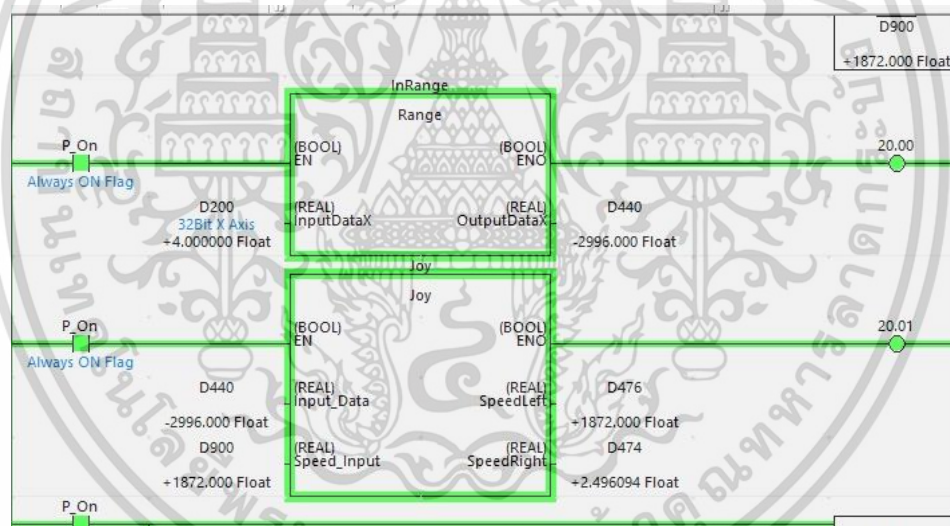 D900
+1872.000 Float
InRange
Range
P_On
(BOOL)
EN
(BOOL)
ENO
20.00
Always ON Flag
D200
32Bit X Axis
+4.000000 Float
(REAL)
InputDataX
(REAL)
OutputDataX
D440
-2996.000 Float
Joy
Joy
P_On
(BOOL)
EN
(BOOL)
ENO
20.01
Always ON Flag
D440
-2996.000 Float
(REAL)
Input_Data
(REAL)
SpeedLeft
D476
+1872.000 Float
D900
+1872.000 Float
(REAL)
Speed_Input
(REAL)
SpeedRight
D474
+2.496094 Float
P_On